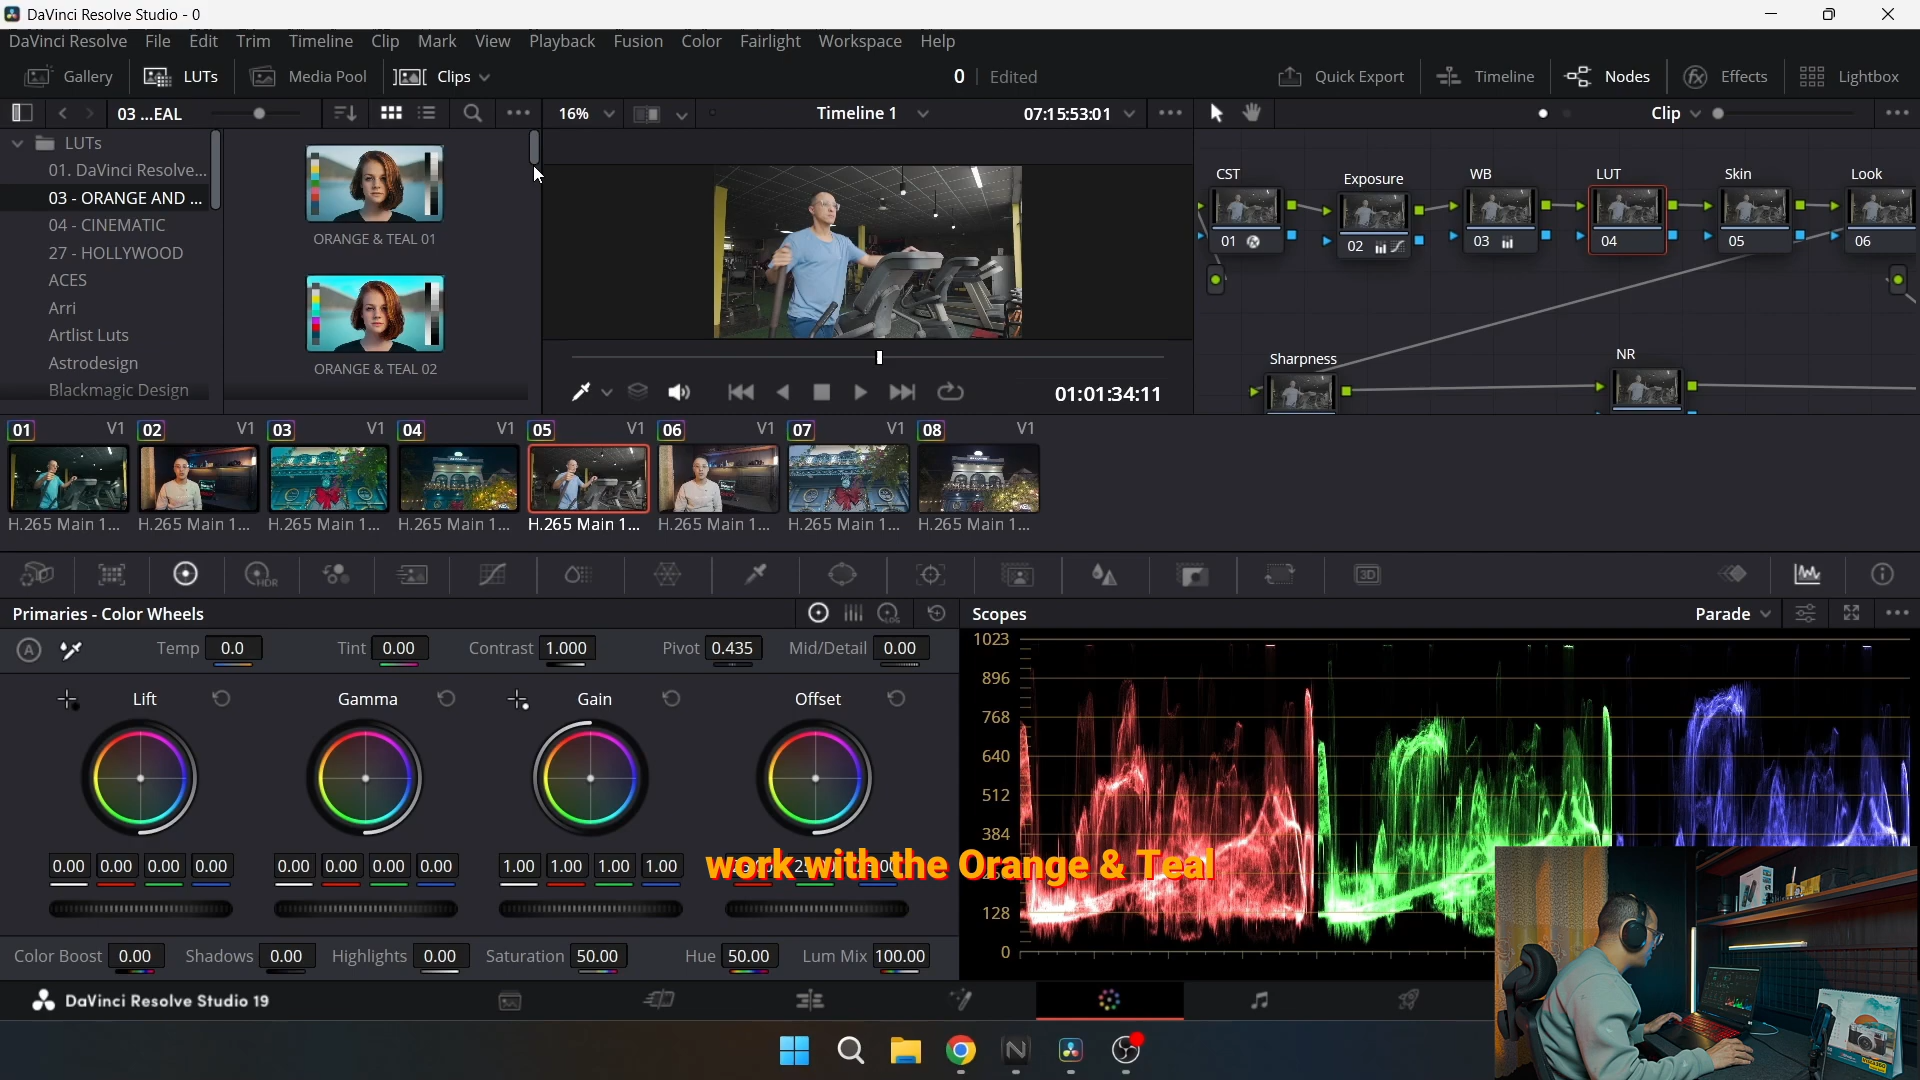 DaVinci Resolve Studio - 0
DaVinci Resolve File Edit Trim Timeline Clip Mark View Playback Fusion Color Fairlight Workspace Help
Gallery LUTs Media Pool Clips 0 Edited Quick Export Timeline Nodes Effects Lightbox
03 ...EAL 16% Timeline 1 07:15:53:01 Clip
LUTs
01. DaVinci Resolve...
03 - ORANGE AND ...
04 - CINEMATIC
27 - HOLLYWOOD
ACES
Arri
Artlist Luts
Astrodesign
Blackmagic Design
ORANGE & TEAL 01
ORANGE & TEAL 02
01:01:34:11
CST Exposure WB LUT Skin Look
01 02 03 04 05 06
Sharpness NR
01 V1 02 V1 03 V1 04 V1 05 V1 06 V1 07 V1 08 V1
H.265 Main 1... H.265 Main 1... H.265 Main 1... H.265 Main 1... H.265 Main 1... H.265 Main 1... H.265 Main 1... H.265 Main 1...
HDR 3D
Primaries - Color Wheels LOG
A Temp 0.0 Tint 0.00 Contrast 1.000 Pivot 0.435 Mid/Detail 0.00
Lift Gamma Gain Offset
0.00 0.00 0.00 0.00 0.00 0.00 0.00 0.00 1.00 1.00 1.00 1.00
work with the Orange & Teal
Color Boost 0.00 Shadows 0.00 Highlights 0.00 Saturation 50.00 Hue 50.00 Lum Mix 100.00
Scopes Parade
1023
896
768
640
512
384
128
0
DaVinci Resolve Studio 19